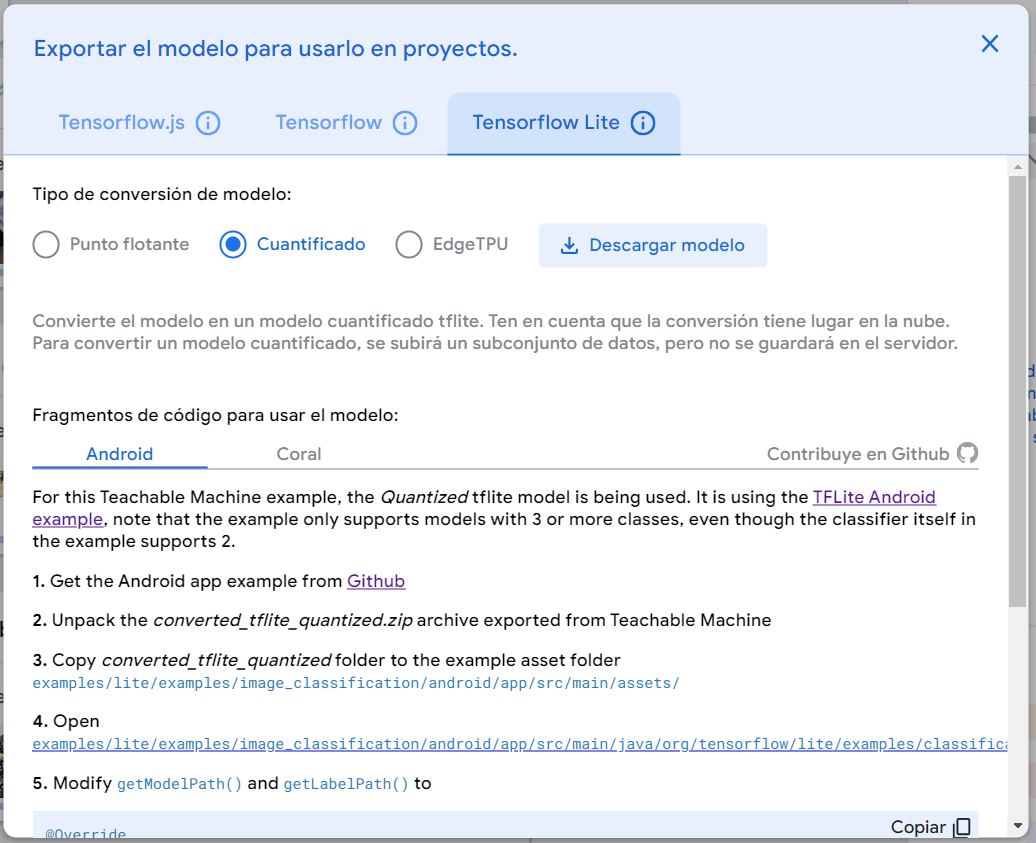 Exportar el modelo para usarlo en proyectos.
Tensorflow.js Tensorflow Tensorflow Lite
Tipo de conversión de modelo:
Punto flotante Cuantificado EdgeTPU Descargar modelo
Convierte el modelo en un modelo cuantificado tflite. Ten en cuenta que la conversión tiene lugar en la nube.
Para convertir un modelo cuantificado, se subirá un subconjunto de datos, pero no se guardará en el servidor.
Fragmentos de código para usar el modelo:
Android Coral Contribuye en Github
For this Teachable Machine example, the Quantized tflite model is being used. It is using the TFLite Android
example, note that the example only supports models with 3 or more classes, even though the classifier itself in
the example supports 2.
1. Get the Android app example from Github
2. Unpack the converted_tflite_quantized.zip archive exported from Teachable Machine
3. Copy converted_tflite_quantized folder to the example asset folder
examples/lite/examples/image_classification/android/app/src/main/assets/
4. Open
examples/lite/examples/image_classification/android/app/src/main/java/org/tensorflow/lite/examples/classific
5. Modify getModelPath() and getLabelPath() to
@Override
Copiar